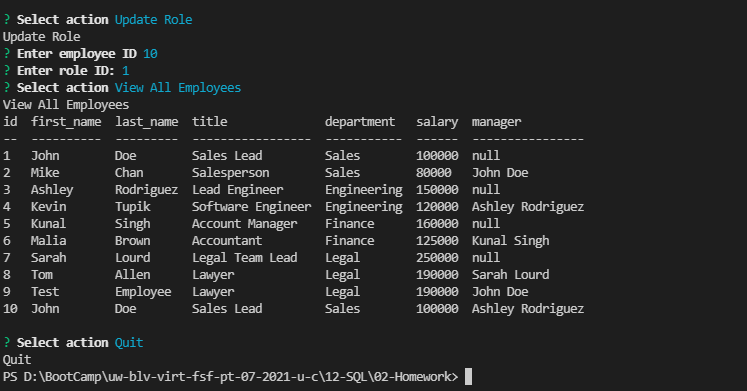 ? Select action Update Role
Update Role
? Enter employee ID 10
? Enter role ID: 1
? Select action View All Employees
View All Employees
id  first_name  last_name  title              department   salary  manager
--  ----------  ---------  -----------------  -----------  ------  ----------------
1   John        Doe        Sales Lead         Sales        100000  null
2   Mike        Chan       Salesperson        Sales        80000   John Doe
3   Ashley      Rodriguez  Lead Engineer      Engineering  150000  null
4   Kevin       Tupik      Software Engineer  Engineering  120000  Ashley Rodriguez
5   Kunal       Singh      Account Manager    Finance      160000  null
6   Malia       Brown      Accountant         Finance      125000  Kunal Singh
7   Sarah       Lourd      Legal Team Lead    Legal        250000  null
8   Tom         Allen      Lawyer             Legal        190000  Sarah Lourd
9   Test        Employee   Lawyer             Legal        190000  John Doe
10  John        Doe        Sales Lead         Sales        100000  Ashley Rodriguez
? Select action Quit
Quit
PS D:\BootCamp\uw-blv-virt-fsf-pt-07-2021-u-c\12-SQL\02-Homework>